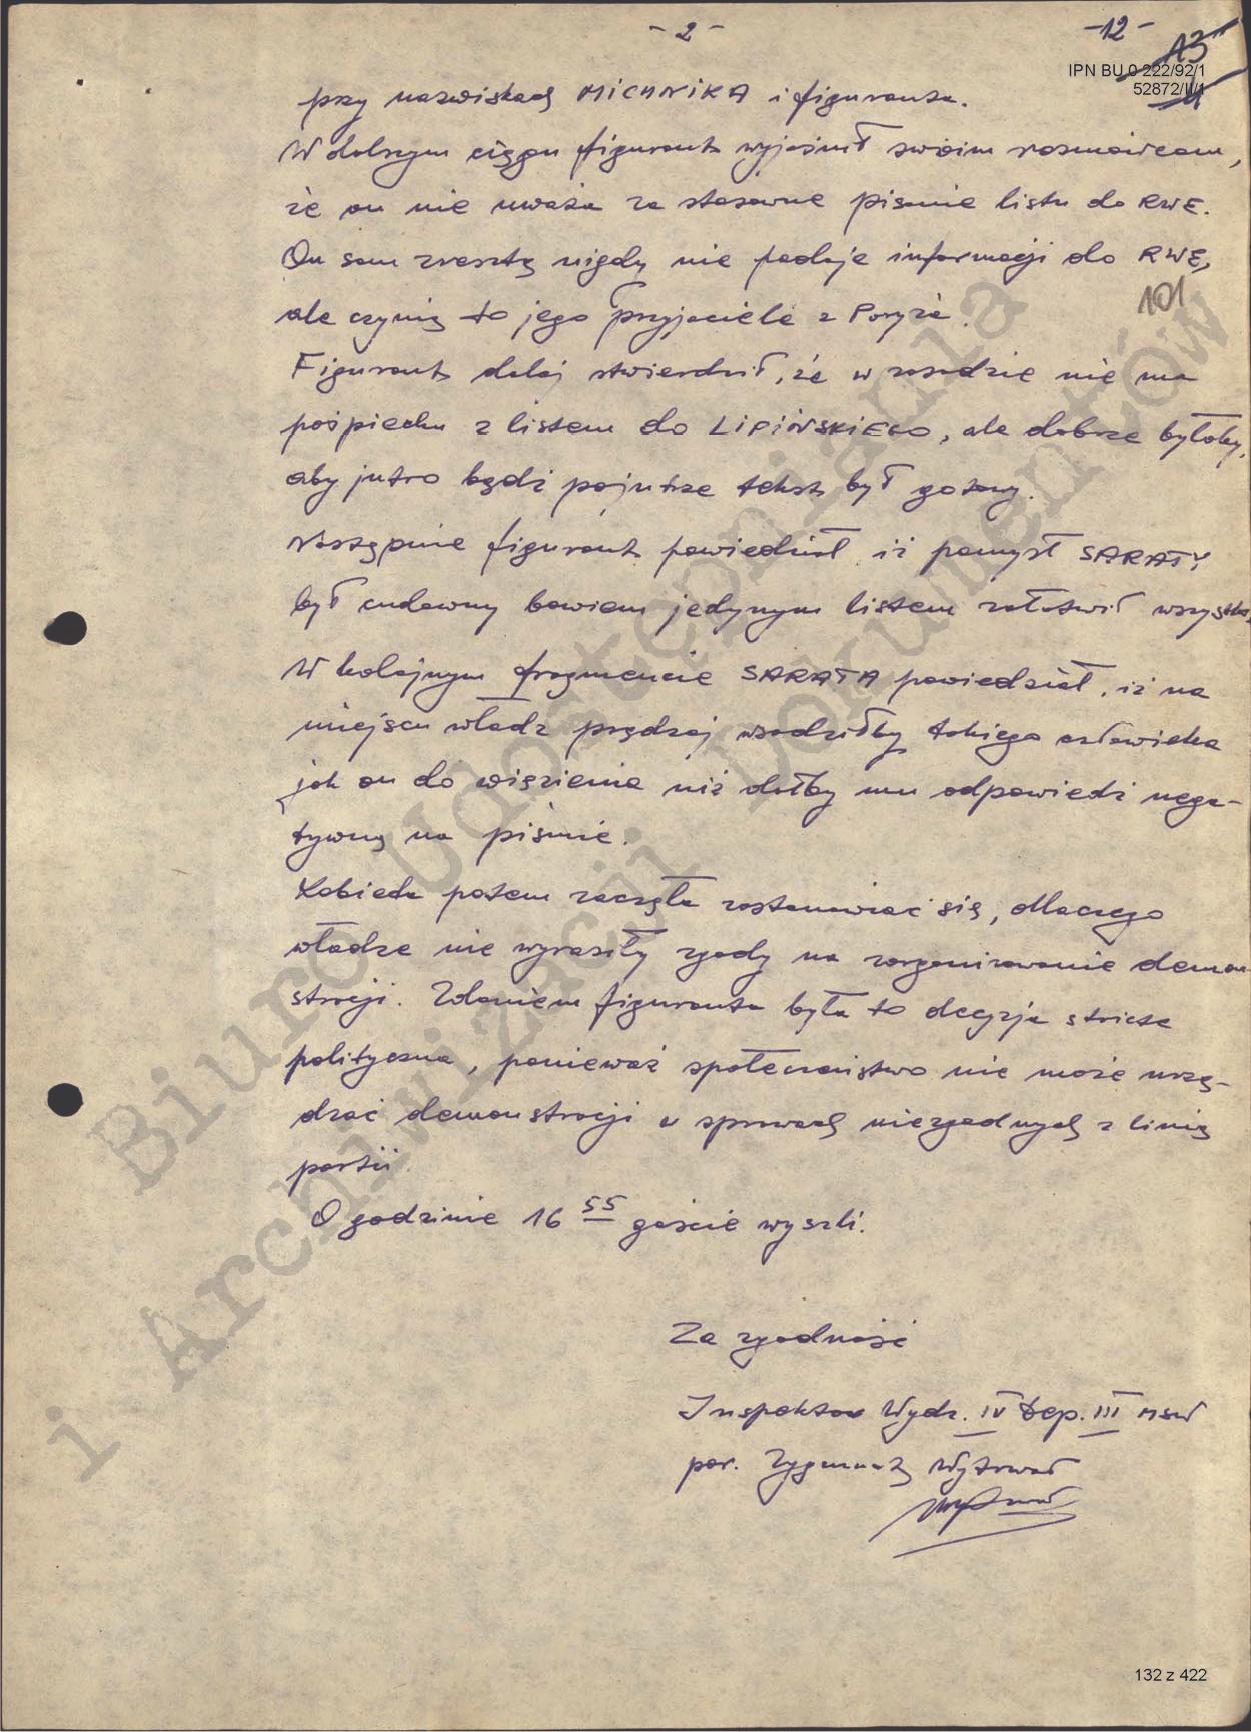 - 2 -
-12-
13
IPN BU 0 222/92/1
52872/II/1
przy nazwiskach MICHNIKA i figuranta.
W dalszym ciągu figurant wyjaśnił swoim rozmówcom,
że on nie uważa za stosowne pisanie listu do RWE.
On sam zresztą nigdy nie podaje informacji do RWE,
101
ale czynią to jego przyjaciele z Paryża.
Figurant dalej stwierdził, że w zasadzie nie ma
pośpiechu z listem do LIPIŃSKIEGO, ale dobrze byłoby,
aby jutro bądź pojutrze tekst był gotowy.
Następnie figurant powiedział, iż pomysł SARATY
był cudowny bowiem jedynym listem załatwił wszystko.
W kolejnym fragmencie SARATA powiedział, iż na
miejscu władz prędzej wsadziłby takiego człowieka
jak on do więzienia niż dałby mu odpowiedź nega-
tywną na piśmie.
Kobieta potem zaczęła zastanawiać się, dlaczego
władze nie wyraziły zgody na zorganizowanie demon
stracji. Zdaniem figuranta była to decyzja stricte
polityczna, ponieważ społeczeństwo nie może urzą-
dzać demonstracji w sprawach niezgodnych z linią
partii.
O godzinie 16 55 goście wyszli.
Za zgodność
Inspektor Wydz. IV Dep. III MSW
por. Zygmunt Wytrwał
Biuro Udostępniania
i Archiwizacji Dokumentów
132 z 422